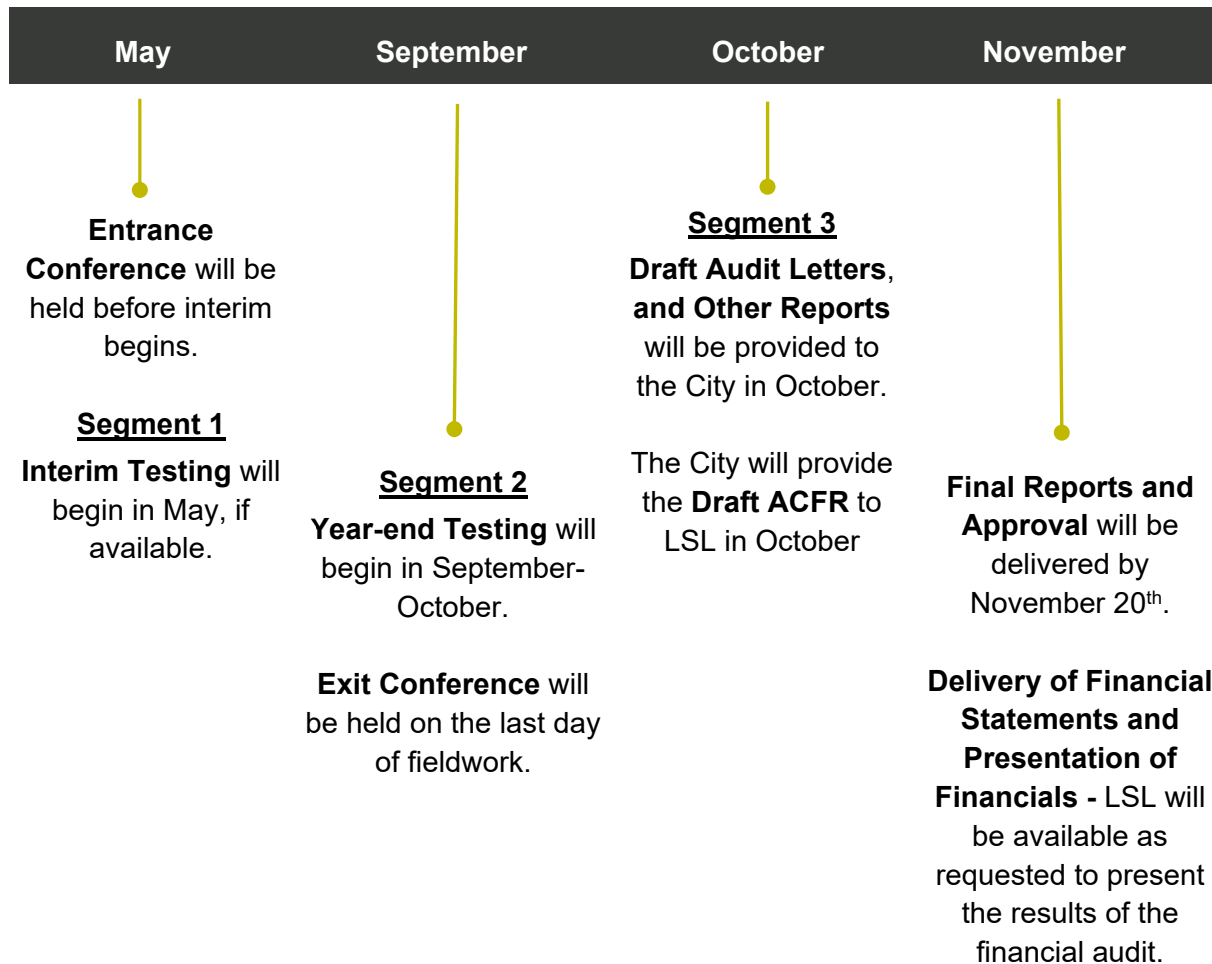 May
September
October
November
Entrance
Conference will be
held before interim
begins.
Segment 1
Interim Testing will
begin in May, if
available.
Segment 2
Year-end Testing will
begin in September-
October.
Exit Conference will
be held on the last day
of fieldwork.
Segment 3
Draft Audit Letters,
and Other Reports
will be provided to
the City in October.
The City will provide
the Draft ACFR to
LSL in October
Final Reports and
Approval will be
delivered by
November 20th.
Delivery of Financial
Statements and
Presentation of
Financials - LSL will
be available as
requested to present
the results of the
financial audit.